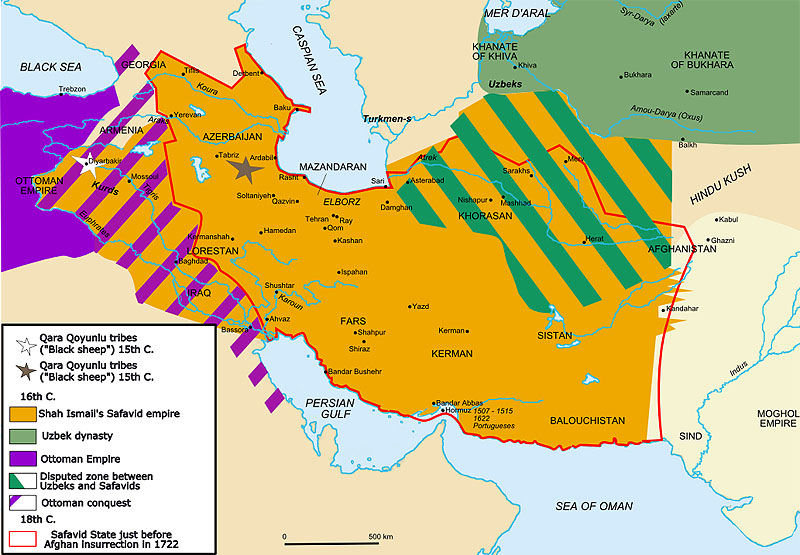 MER D'ARAL
Syr-Darya (Iaxarte)
BLACK SEA
CASPIAN SEA
GEORGIA
KHANATE
OF KHIVA
KHANATE
OF BUKHARA
Tiflis
Derbent
Khiva
Trebzon
Koura
Uzbeks
Bukhara
Samarcand
Baku
Amou-Darya (Oxus)
Yerevan
Turkmen-s
Araks
ARMENIA
AZERBAIJAN
Balkh
Tabriz
Ardabil
Atrok
Merv
Diyarbakir
MAZANDARAN
Sarakhs
HINDU KUSH
OTTOMAN
EMPIRE
Mossoul
Rasht
Sari
Asterabad
Kurds
Tigris
Soltaniyeh
Qazvin
ELBORZ
Damghan
Nishapur
Mashhad
KHORASAN
Euphrates
Tehran
Ray
Qom
Kabul
Kermanshah
Hamedan
Kashan
Herat
AFGHANISTAN
Ghazni
LORESTAN
Baghdad
Ispahan
IRAQ
Shushtar
Karoun
Yazd
Kandahar
Bassora
Ahvaz
FARS
Shahpur
Kerman
SISTAN
Shiraz
KERMAN
Indus
Bandar Bushehr
PERSIAN
GULF
Bandar Abbas
Hormuz
1507 - 1515
1622
Portugueses
BALOUCHISTAN
SIND
MOGHOL
EMPIRE
SEA OF OMAN
0
500 km
Qara Qoyunlu tribes
("Black sheep") 15th C.
Qara Qoyunlu tribes
("Black sheep") 15th C.
16th C.
Shah Ismail's Safavid empire
Uzbek dynasty
Ottoman Empire
Disputed zone between
Uzbeks and Safavids
Ottoman conquest
18th C.
Safavid State just before
Afghan insurrection in 1722